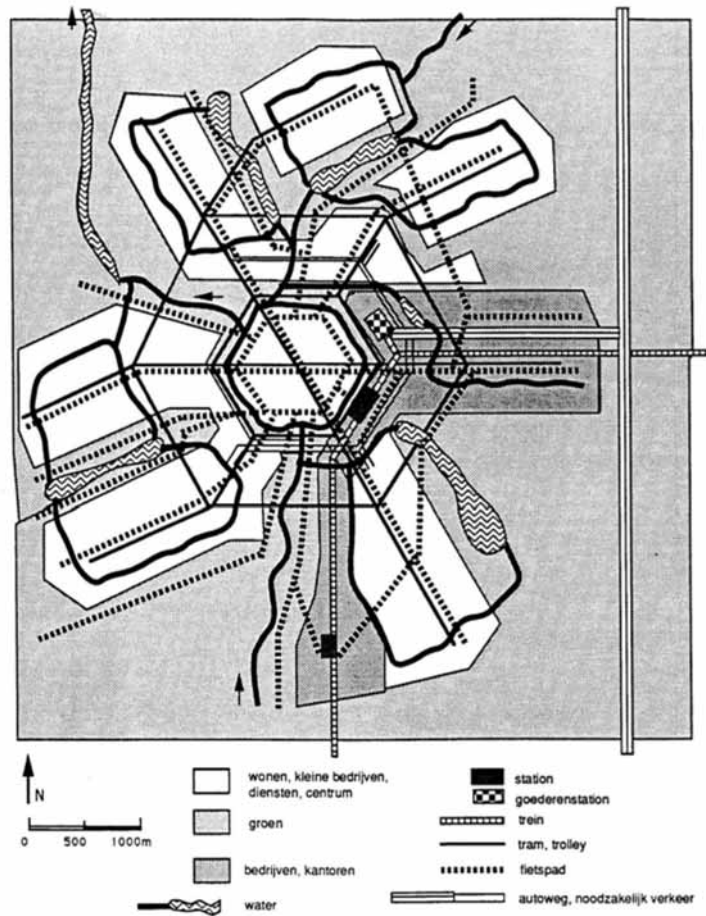 N
0 500 1000m
wonen, kleine bedrijven,
diensten, centrum
groen
bedrijven, kantoren
water
station
goederenstation
trein
tram, trolley
fietspad
autoweg, noodzakelijk verkeer